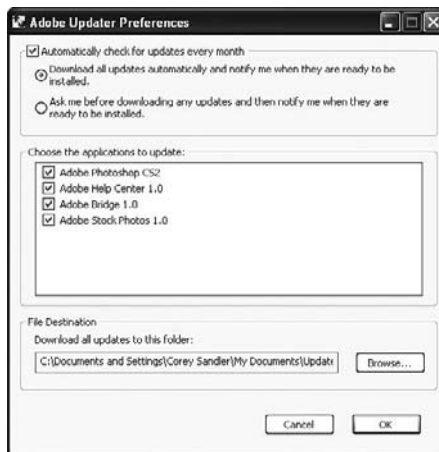 Adobe Updater Preferences
Automatically check for updates every month
Download all updates automatically and notify me when they are ready to be
installed.
Ask me before downloading any updates and then notify me when they are
ready to be installed.
Choose the applications to update:
Adobe Photoshop CS2
Adobe Help Center 1.0
Adobe Bridge 1.0
Adobe Stock Photos 1.0
File Destination
Download all updates to this folder:
C:\Documents and Settings\Corey Sandler\My Documents\Update
Browse...
Cancel
OK